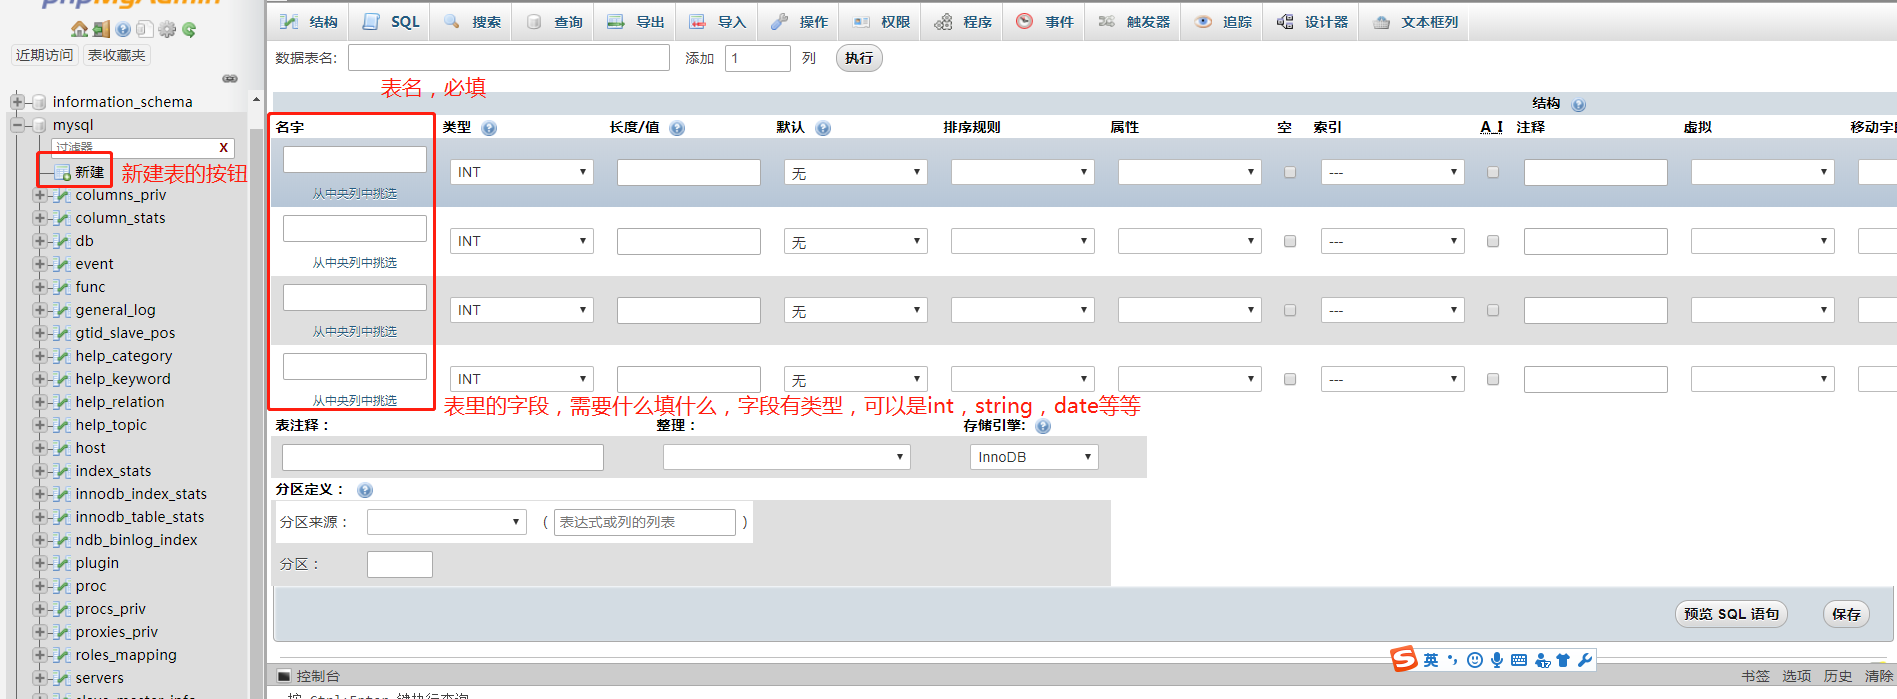 phpMyAdmin
近期访问 表收藏夹
information_schema
mysql
过滤器 X
新建 新建表的按钮
columns_priv
column_stats
db
event
func
general_log
gtid_slave_pos
help_category
help_keyword
help_relation
help_topic
host
index_stats
innodb_index_stats
innodb_table_stats
ndb_binlog_index
plugin
proc
procs_priv
proxies_priv
roles_mapping
servers
slave_master_info
结构 SQL 搜索 查询 导出 导入 操作 权限 程序 事件 触发器 追踪 设计器 文本框列
数据表名: 添加 1 列 执行
表名，必填
结构
名字 类型 长度/值 默认 排序规则 属性 空 索引 A_I 注释 虚拟 移动字段
INT 无 ---
从中央列中挑选
INT 无 ---
从中央列中挑选
INT 无 ---
从中央列中挑选
INT 无 ---
从中央列中挑选
表里的字段，需要什么填什么，字段有类型，可以是int，string，date等等
表注释： 整理： 存储引擎:
InnoDB
分区定义：
分区来源： ( 表达式或列的列表 )
分区：
预览 SQL 语句 保存
英
控制台 书签 选项 历史 清除
按 Ctrl+Enter 键执行查询